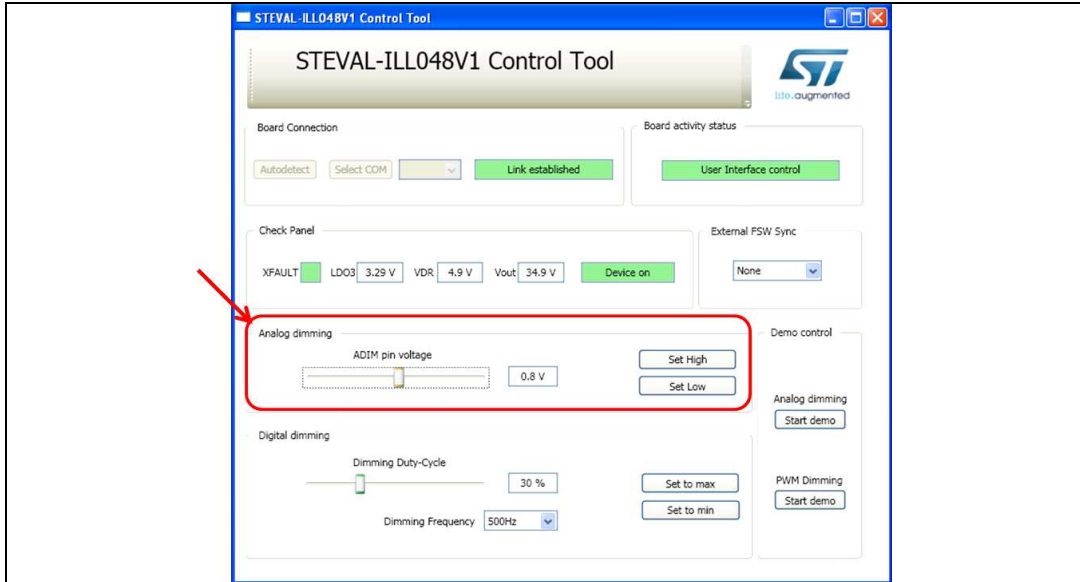 STEVAL-ILL048V1 Control Tool
STEVAL-ILL048V1 Control Tool
life.augmented
Board Connection
Autodetect Select COM Link established
Board activity status
User Interface control
Check Panel
XFAULT LDO3 3.29 V VDR 4.9 V Vout 34.9 V Device on
External FSW Sync
None
Analog dimming
ADIM pin voltage
0.8 V
Set High
Set Low
Digital dimming
Dimming Duty-Cycle
30 %
Set to max
Set to min
Dimming Frequency 500Hz
Demo control
Analog dimming
Start demo
PWM Dimming
Start demo